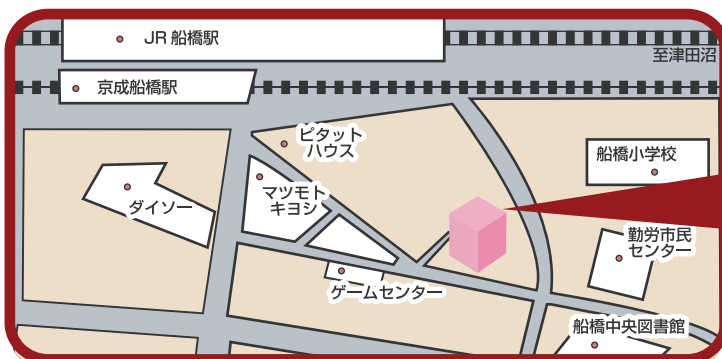 JR 船橋駅
至津田沼
京成船橋駅
ピタット
ハウス
船橋小学校
マツモト
キヨシ
ダイソー
勤労市民
センター
ゲームセンター
船橋中央図書館